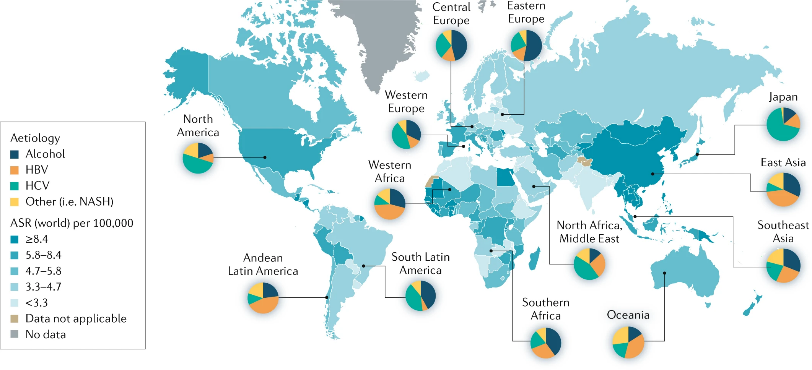 Central
Europe
Eastern
Europe
Western
Europe
Japan
North
America
Aetiology
Alcohol
HBV
HCV
Other (i.e. NASH)
ASR (world) per 100,000
≥8.4
5.8–8.4
4.7–5.8
3.3–4.7
<3.3
Data not applicable
No data
Western
Africa
East Asia
North Africa,
Middle East
Southeast
Asia
Andean
Latin America
South Latin
America
Southern
Africa
Oceania